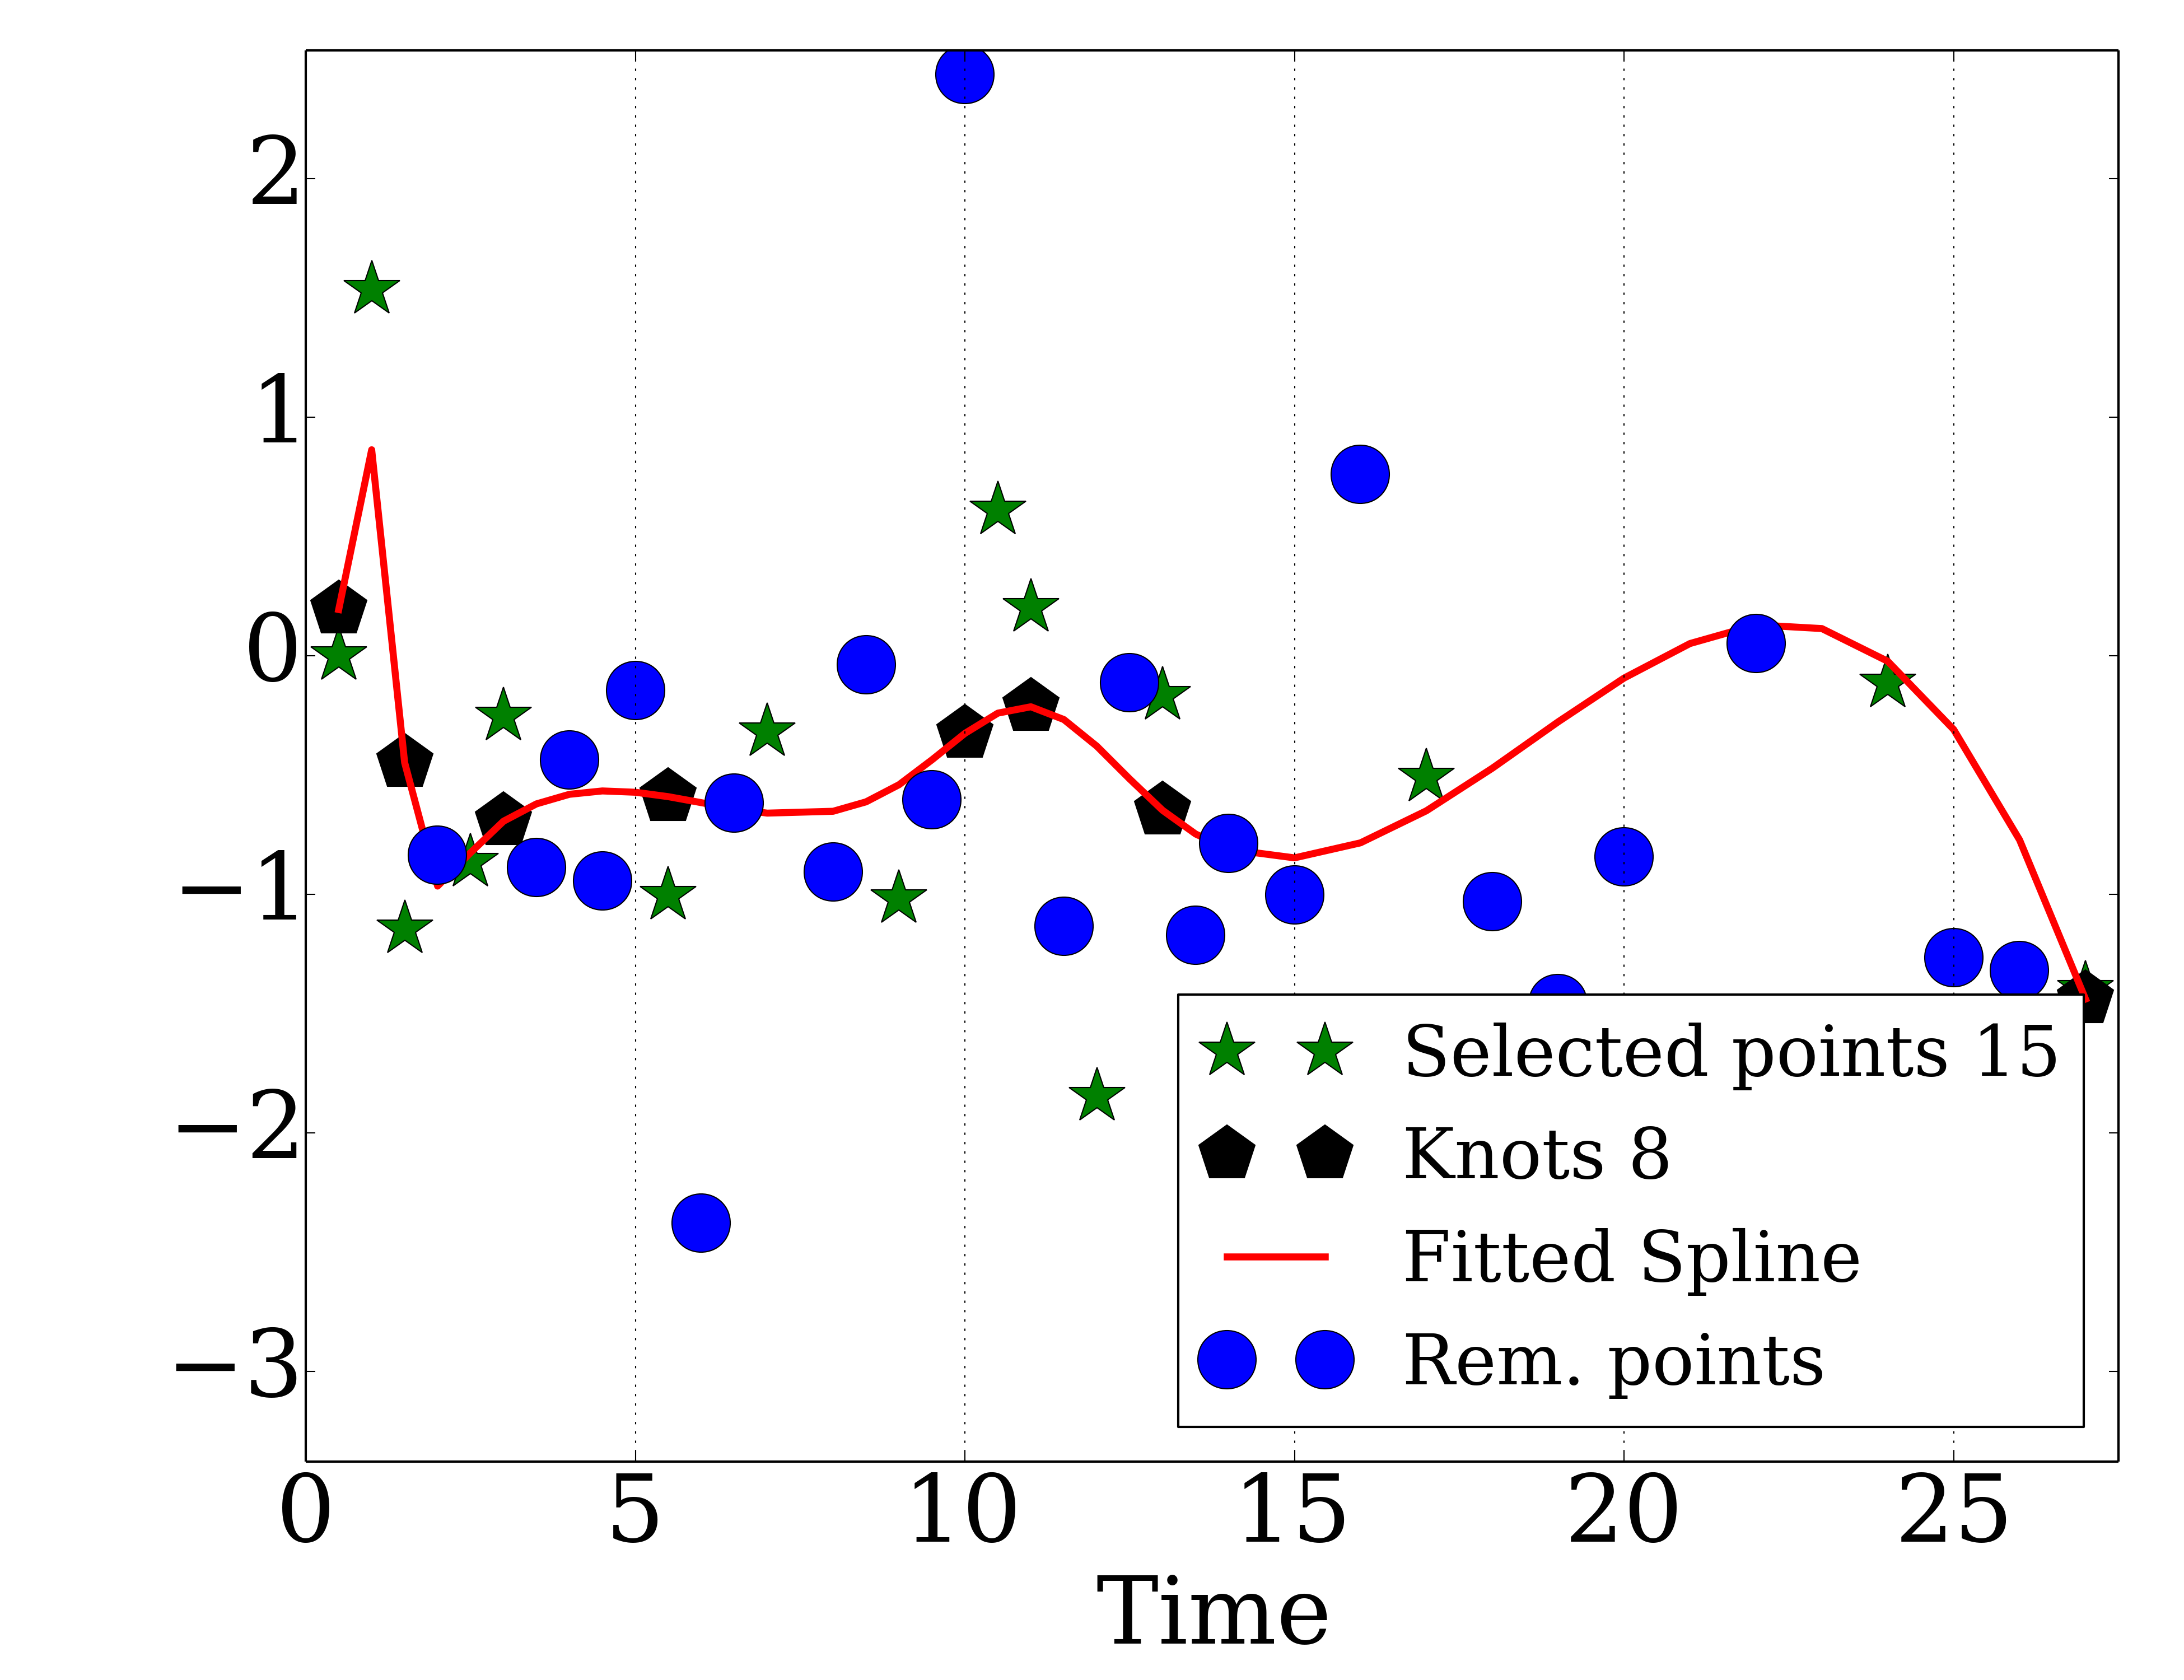 2
1
0
−1
−2
−3
0 5 10 15 20 25
Time
Selected points 15
Knots 8
Fitted Spline
Rem. points